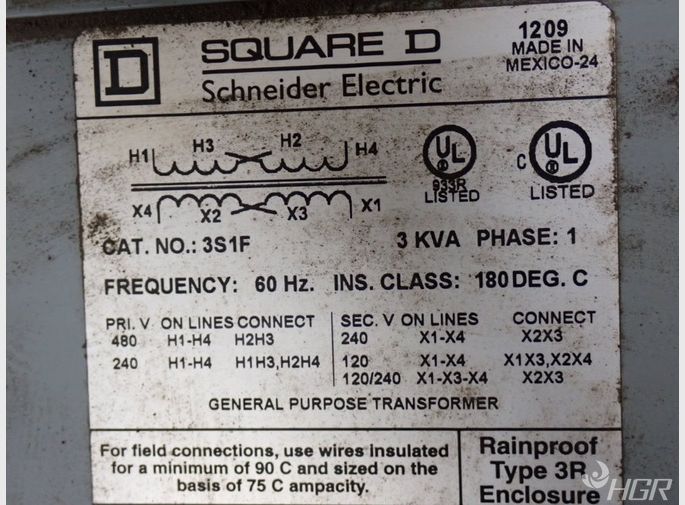 D SQUARE D
Schneider Electric
1209
MADE IN
MEXICO-24
H1 H3 H2 H4
X4 X2 X3 X1
UL
933R
LISTED
C UL
LISTED
CAT. NO.: 3S1F 3 KVA PHASE: 1
FREQUENCY: 60 Hz. INS. CLASS: 180 DEG. C
PRI. V ON LINES CONNECT SEC. V ON LINES CONNECT
480 H1-H4 H2H3 240 X1-X4 X2X3
240 H1-H4 H1H3,H2H4 120 X1-X4 X1X3,X2X4
120/240 X1-X3-X4 X2X3
GENERAL PURPOSE TRANSFORMER
For field connections, use wires insulated
for a minimum of 90 C and sized on the
basis of 75 C ampacity.
Rainproof
Type 3R
Enclosure
HGR